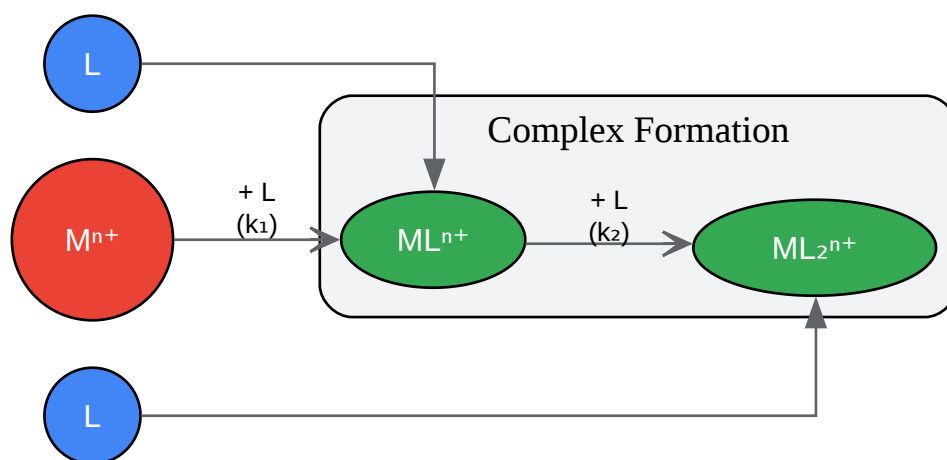 L
Complex Formation
Mⁿ⁺
+ L
(k₁)
MLⁿ⁺
+ L
(k₂)
ML₂ⁿ⁺
L